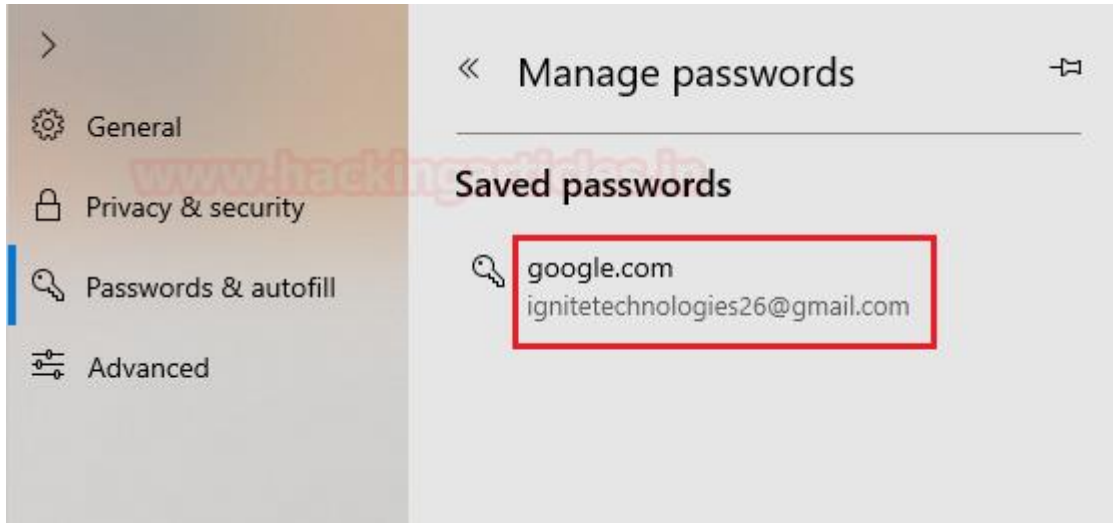 General
Privacy & security
Passwords & autofill
Advanced
Manage passwords
www.hackingarticles.in
Saved passwords
google.com
ignitetechnologies26@gmail.com